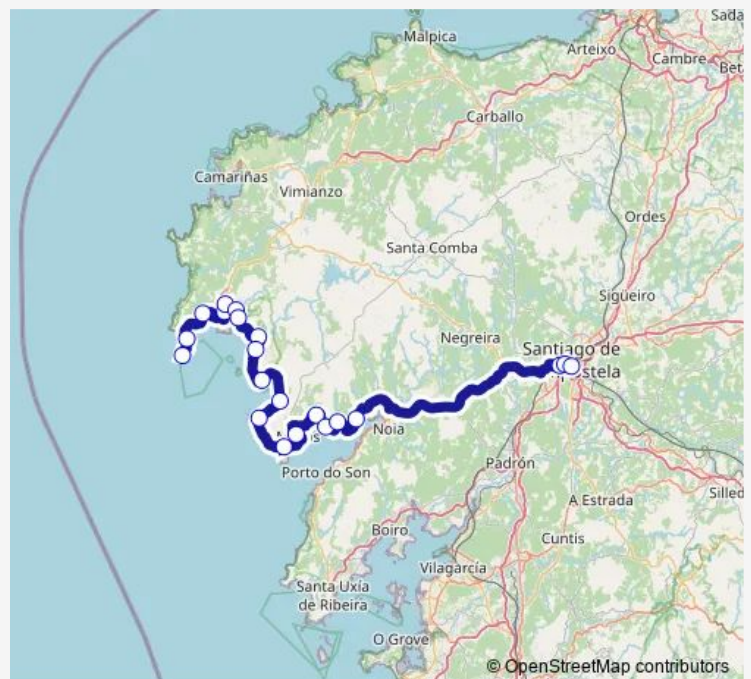 Sada
Malpica
Arteixo
Cambre
Bet
Carballo
Camariñas
Vimianzo
Ordes
Santa Comba
Sigüeiro
Negreira
Santiago de
stela
Noia
Porto do Son
Padrón
A Estrada
Silled
Boiro
Cuntis
Vilagarcía
Santa Uxía
de Ribeira
O Grove
© OpenStreetMap contributors